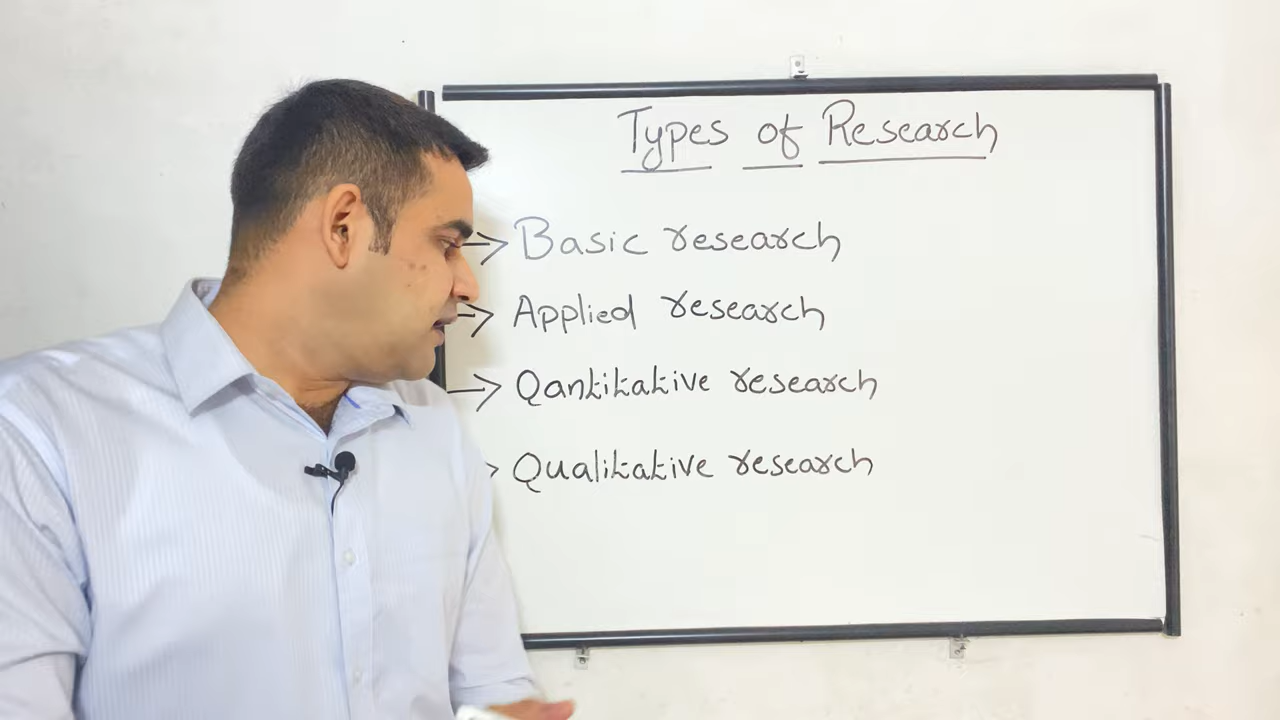 Types of Research
→ Basic research
→ Applied research
→ Qantitative research
→ Qualitative research